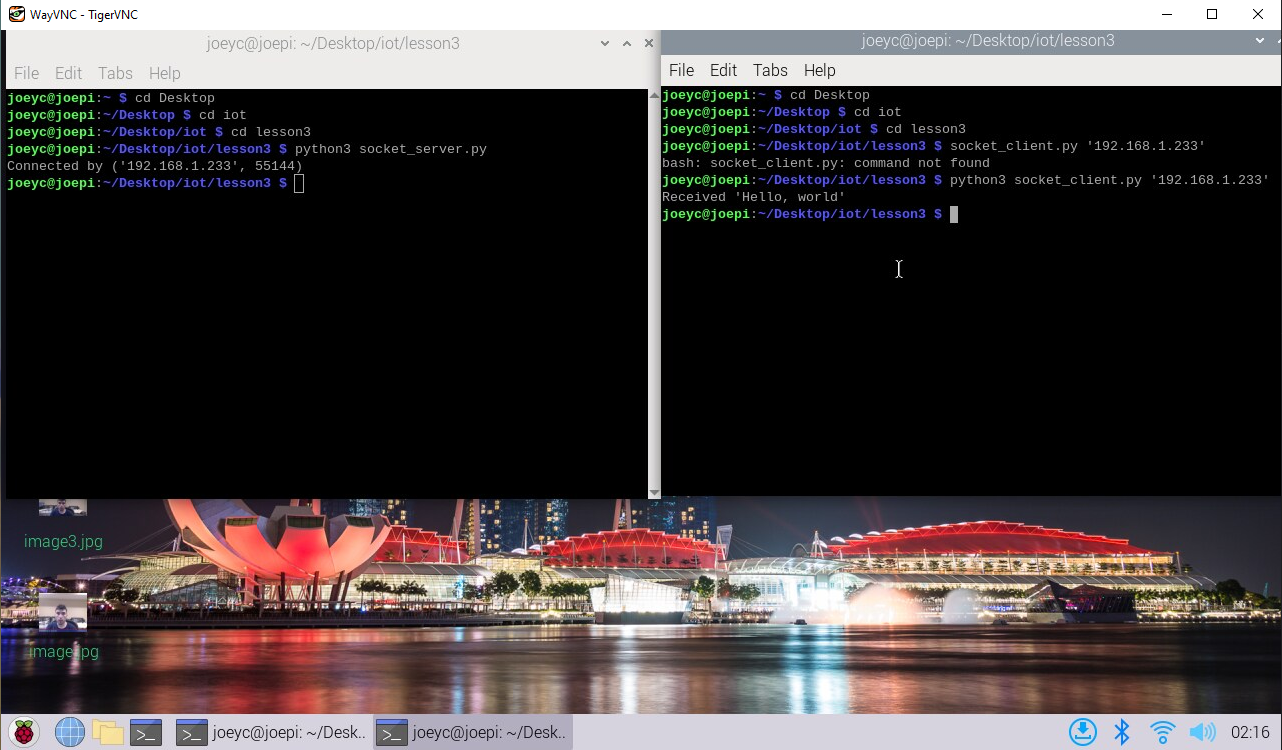 WayVNC - TigerVNC
joeyc@joepi: ~/Desktop/iot/lesson3
File Edit Tabs Help
joeyc@joepi:~ $ cd Desktop
joeyc@joepi:~/Desktop $ cd iot
joeyc@joepi:~/Desktop/iot $ cd lesson3
joeyc@joepi:~/Desktop/iot/lesson3 $ python3 socket_server.py
Connected by ('192.168.1.233', 55144)
joeyc@joepi:~/Desktop/iot/lesson3 $
joeyc@joepi: ~/Desktop/iot/lesson3
File Edit Tabs Help
joeyc@joepi:~ $ cd Desktop
joeyc@joepi:~/Desktop $ cd iot
joeyc@joepi:~/Desktop/iot $ cd lesson3
joeyc@joepi:~/Desktop/iot/lesson3 $ socket_client.py '192.168.1.233'
bash: socket_client.py: command not found
joeyc@joepi:~/Desktop/iot/lesson3 $ python3 socket_client.py '192.168.1.233'
Received 'Hello, world'
joeyc@joepi:~/Desktop/iot/lesson3 $
image3.jpg
image.jpg
joeyc@joepi: ~/Desk..
joeyc@joepi: ~/Desk..
02:16